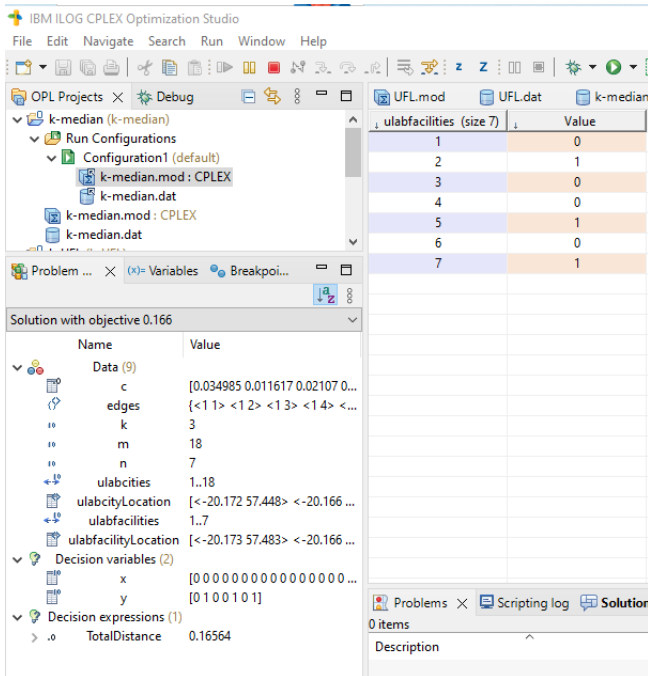 IBM ILOG CPLEX Optimization Studio
File Edit Navigate Search Run Window Help
OPL Projects Debug
k-median (k-median)
Run Configurations
Configuration1 (default)
k-median.mod : CPLEX
k-median.dat
k-median.mod : CPLEX
k-median.dat
Problem ... (x)= Variables Breakpoi...
Solution with objective 0.166
Name Value
Data (9)
c [0.034985 0.011617 0.02107 0...
edges {<1 1> <1 2> <1 3> <1 4> <...
k 3
m 18
n 7
ulabcities 1..18
ulabcityLocation [<-20.172 57.448> <-20.166 ...
ulabfacilities 1..7
ulabfacilityLocation [<-20.173 57.483> <-20.166 ...
Decision variables (2)
x [0 0 0 0 0 0 0 0 0 0 0 0 0 0 0 0 ...
y [0 1 0 0 1 0 1]
Decision expressions (1)
TotalDistance 0.16564
UFL.mod UFL.dat k-median
ulabfacilities (size 7) Value
1 0
2 1
3 0
4 0
5 1
6 0
7 1
Problems Scripting log Solution
0 items
Description